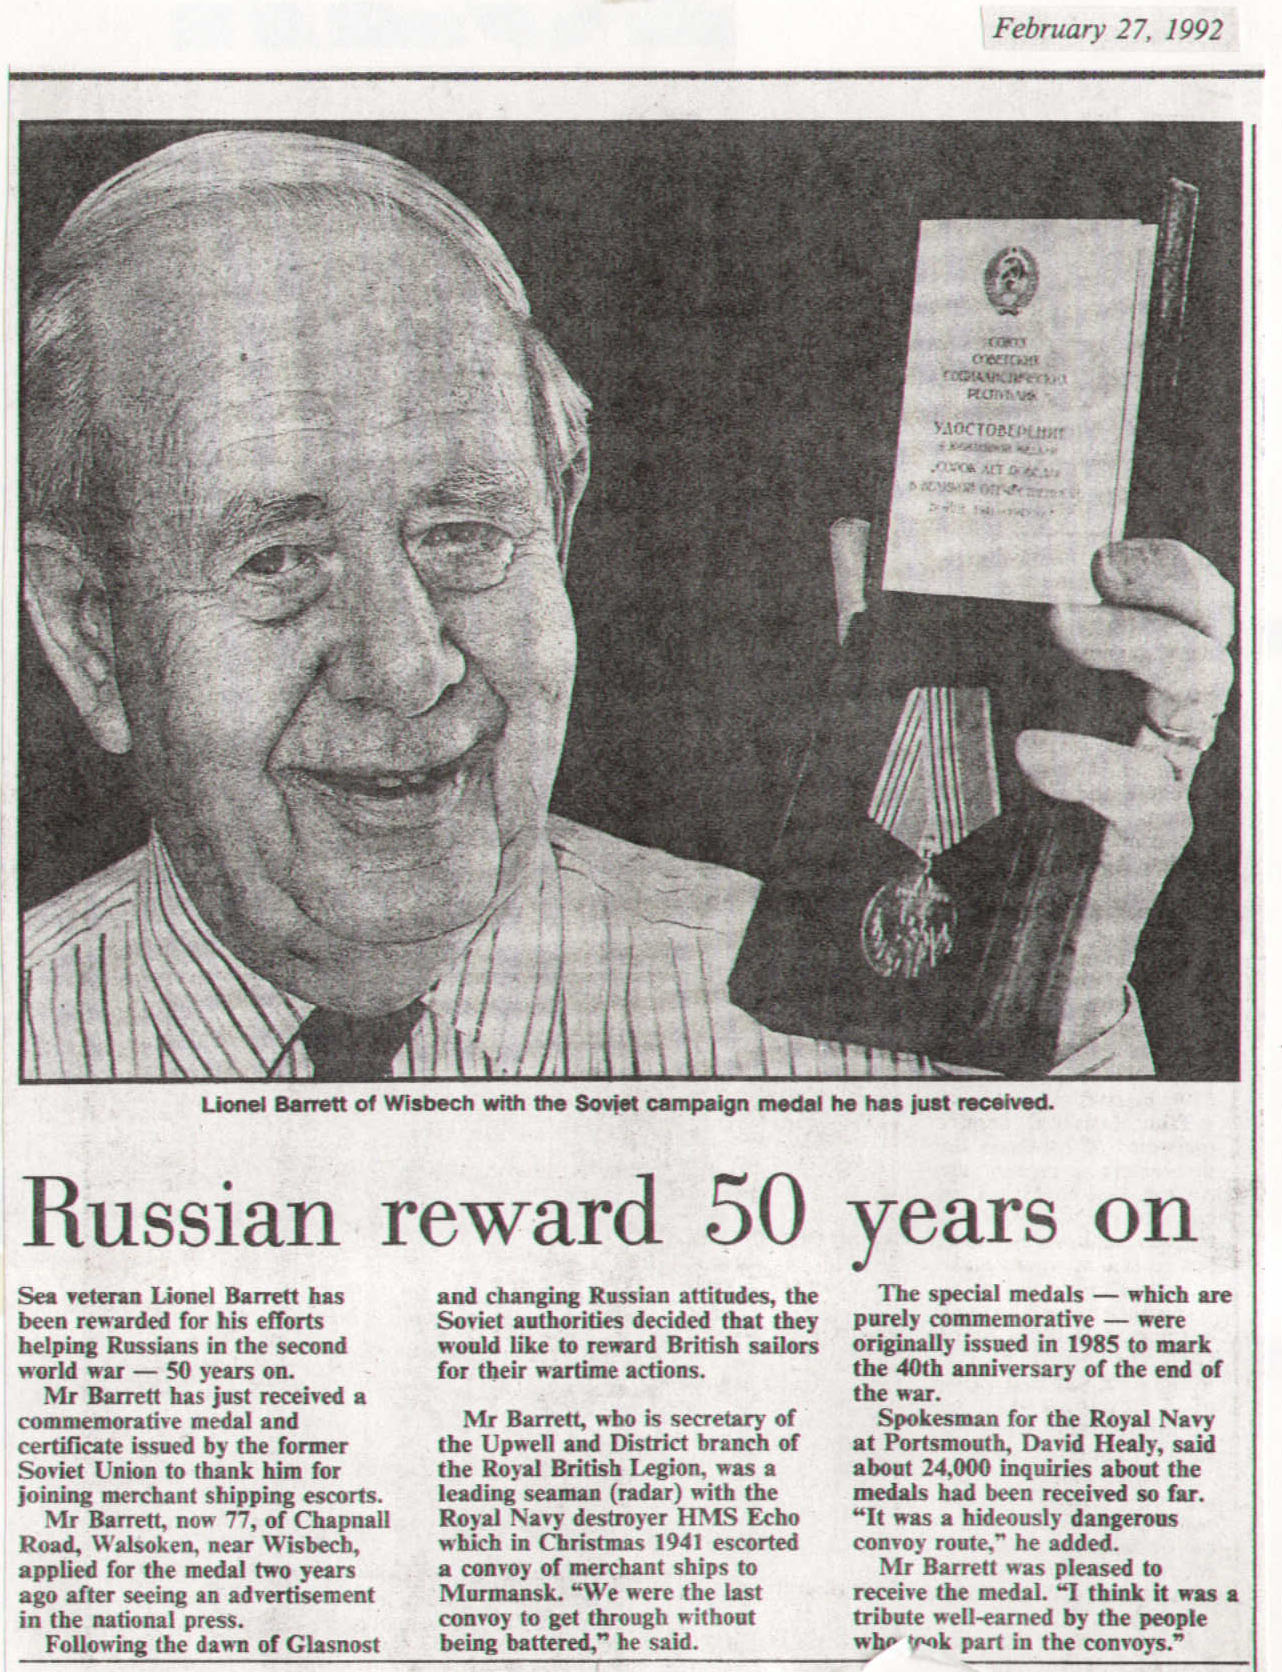 February 27, 1992
СОЮЗ
СОВЕТСКИХ
СОЦИАЛИСТИЧЕСКИХ
РЕСПУБЛИК
УДОСТОВЕРЕНИЕ
Lionel Barrett of Wisbech with the Soviet campaign medal he has just received.
Russian reward 50 years on
Sea veteran Lionel Barrett has
been rewarded for his efforts
helping Russians in the second
world war — 50 years on.
Mr Barrett has just received a
commemorative medal and
certificate issued by the former
Soviet Union to thank him for
joining merchant shipping escorts.
Mr Barrett, now 77, of Chapnall
Road, Walsoken, near Wisbech,
applied for the medal two years
ago after seeing an advertisement
in the national press.
Following the dawn of Glasnost
and changing Russian attitudes, the
Soviet authorities decided that they
would like to reward British sailors
for their wartime actions.
Mr Barrett, who is secretary of
the Upwell and District branch of
the Royal British Legion, was a
leading seaman (radar) with the
Royal Navy destroyer HMS Echo
which in Christmas 1941 escorted
a convoy of merchant ships to
Murmansk. “We were the last
convoy to get through without
being battered,” he said.
The special medals — which are
purely commemorative — were
originally issued in 1985 to mark
the 40th anniversary of the end of
the war.
Spokesman for the Royal Navy
at Portsmouth, David Healy, said
about 24,000 inquiries about the
medals had been received so far.
“It was a hideously dangerous
convoy route,” he added.
Mr Barrett was pleased to
receive the medal. “I think it was a
tribute well-earned by the people
who took part in the convoys.”